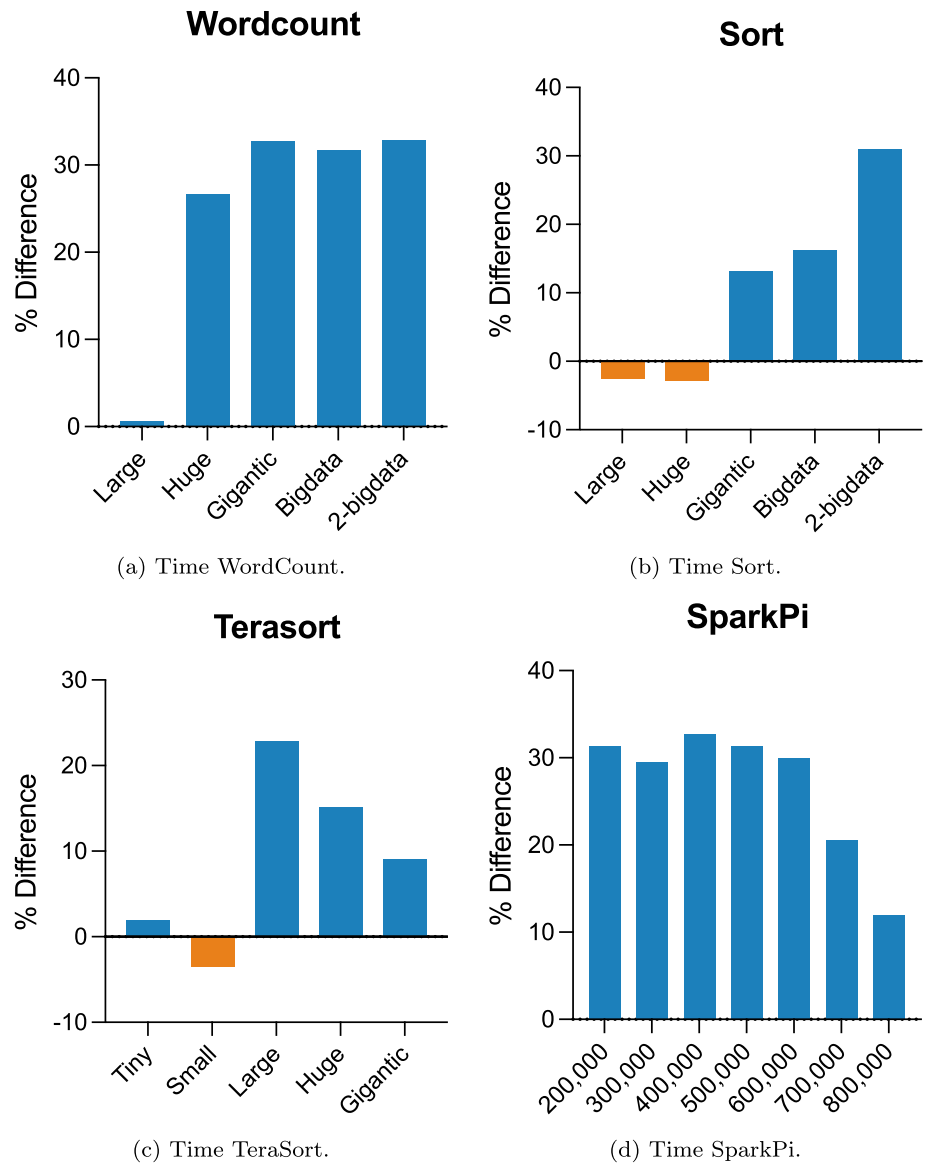 Wordcount
% Difference
40
30
20
10
0
Large
Huge
Gigantic
Bigdata
2-bigdata
(a) Time WordCount.
Sort
% Difference
40
30
20
10
0
-10
Large
Huge
Gigantic
Bigdata
2-bigdata
(b) Time Sort.
Terasort
% Difference
30
20
10
0
-10
Tiny
Small
Large
Huge
Gigantic
(c) Time TeraSort.
SparkPi
% Difference
40
30
20
10
0
200,000
300,000
400,000
500,000
600,000
700,000
800,000
(d) Time SparkPi.